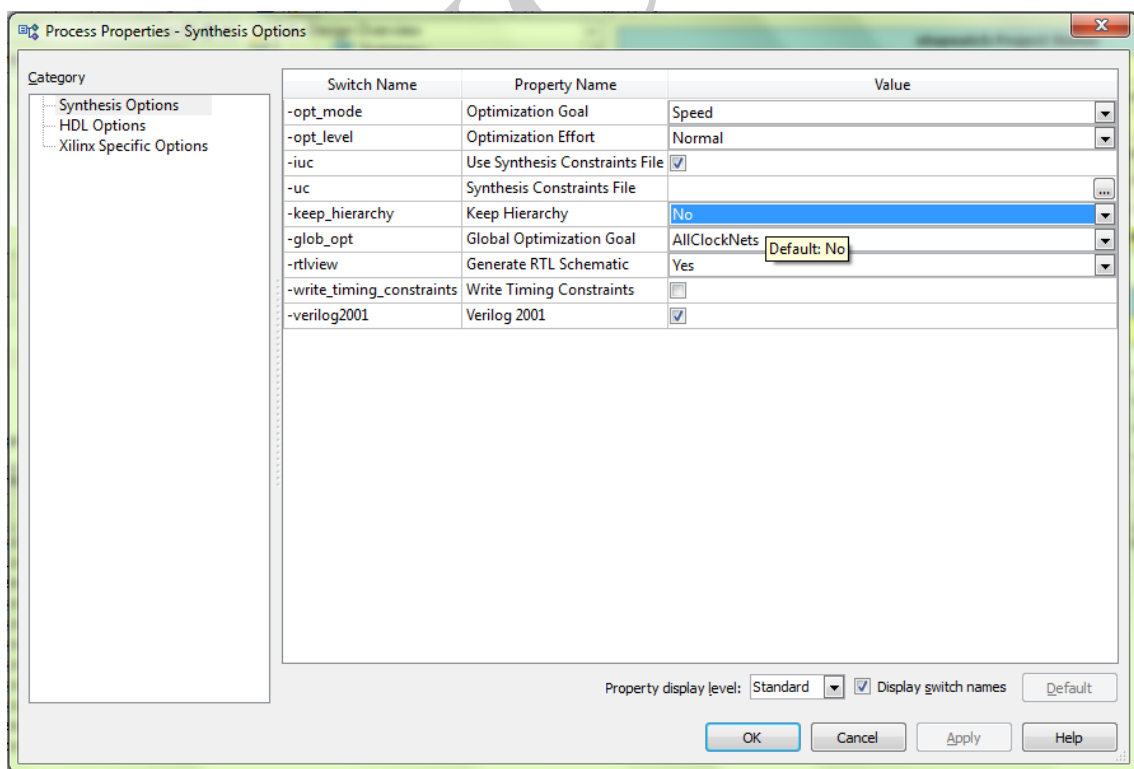 Process Properties - Synthesis Options
Category
Synthesis Options
HDL Options
Xilinx Specific Options
Switch Name Property Name Value
-opt_mode Optimization Goal Speed
-opt_level Optimization Effort Normal
-iuc Use Synthesis Constraints File
-uc Synthesis Constraints File ...
-keep_hierarchy Keep Hierarchy No
-glob_opt Global Optimization Goal AllClockNets
Default: No
-rtlview Generate RTL Schematic Yes
-write_timing_constraints Write Timing Constraints
-verilog2001 Verilog 2001
Property display level: Standard Display switch names Default
OK Cancel Apply Help